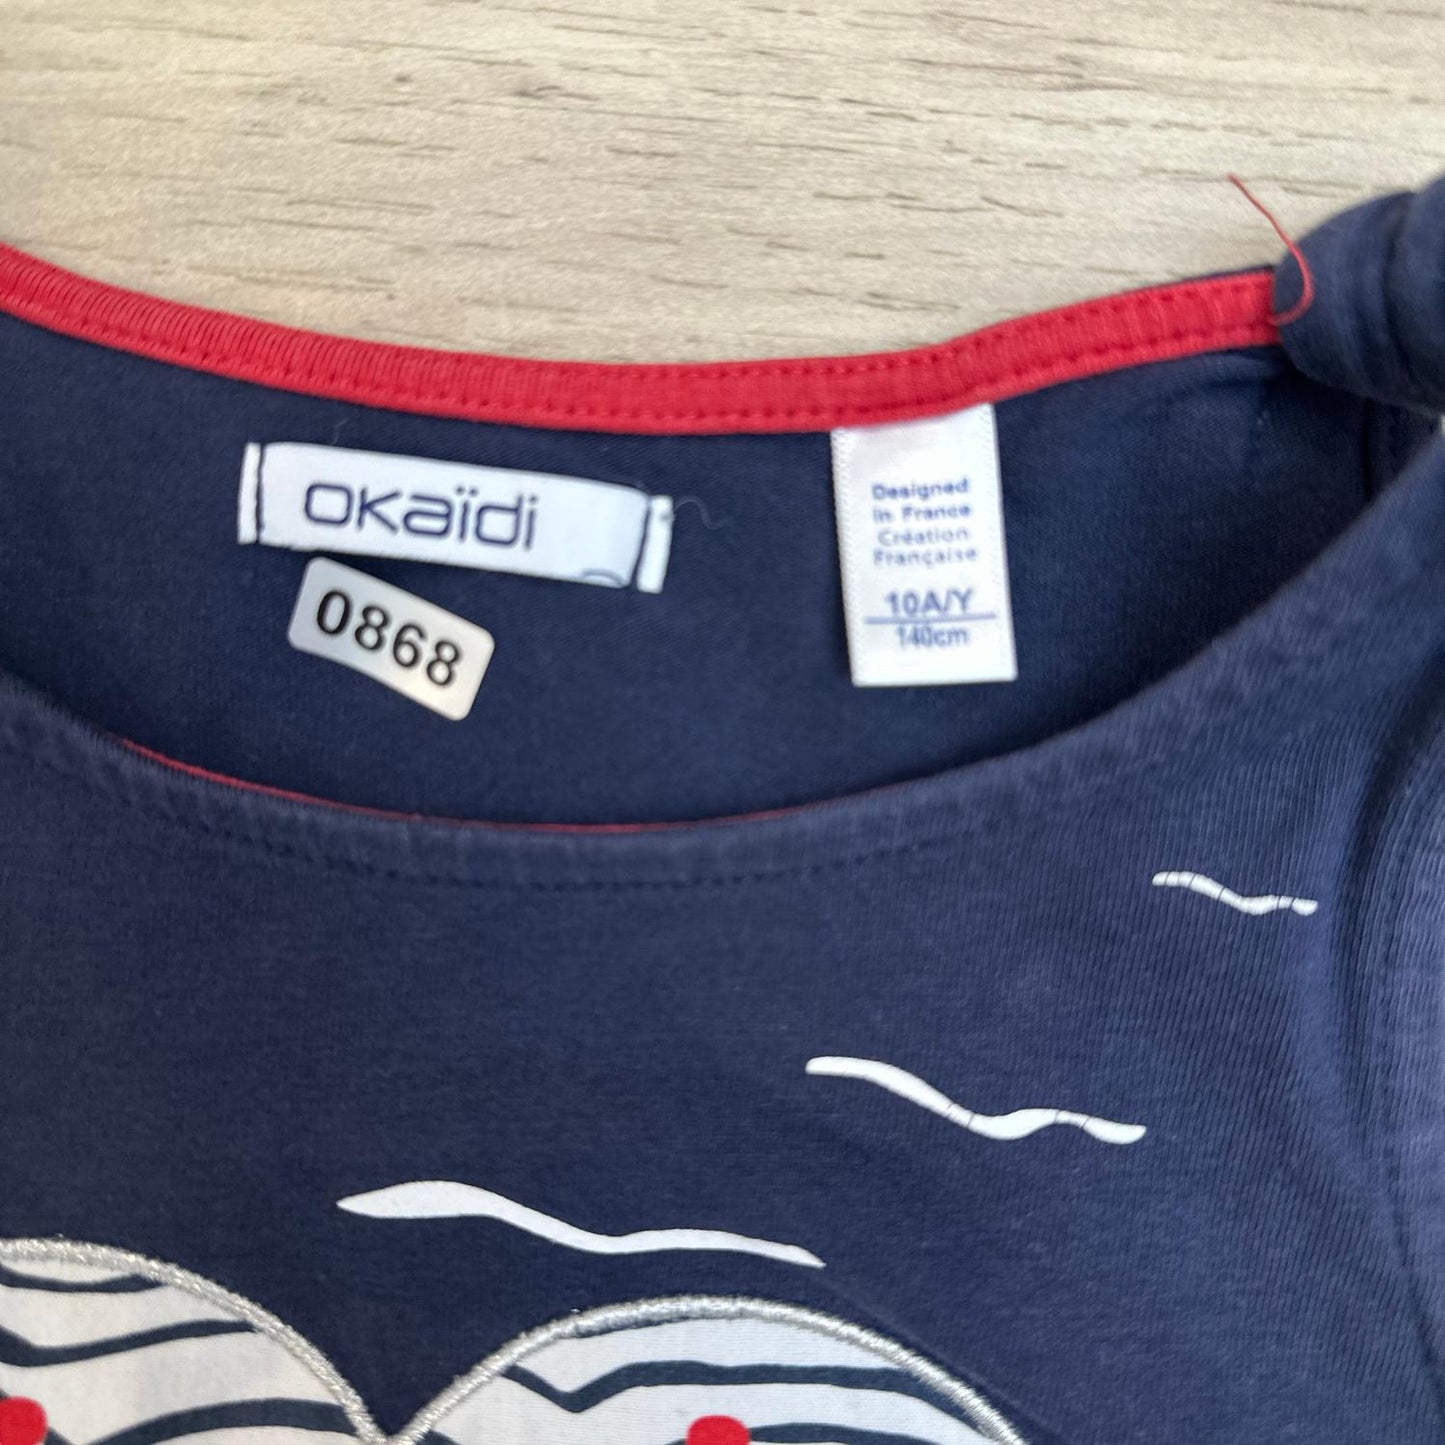 OKaïdi
0868
Designed
in France
Création
Française
10A/Y
140cm